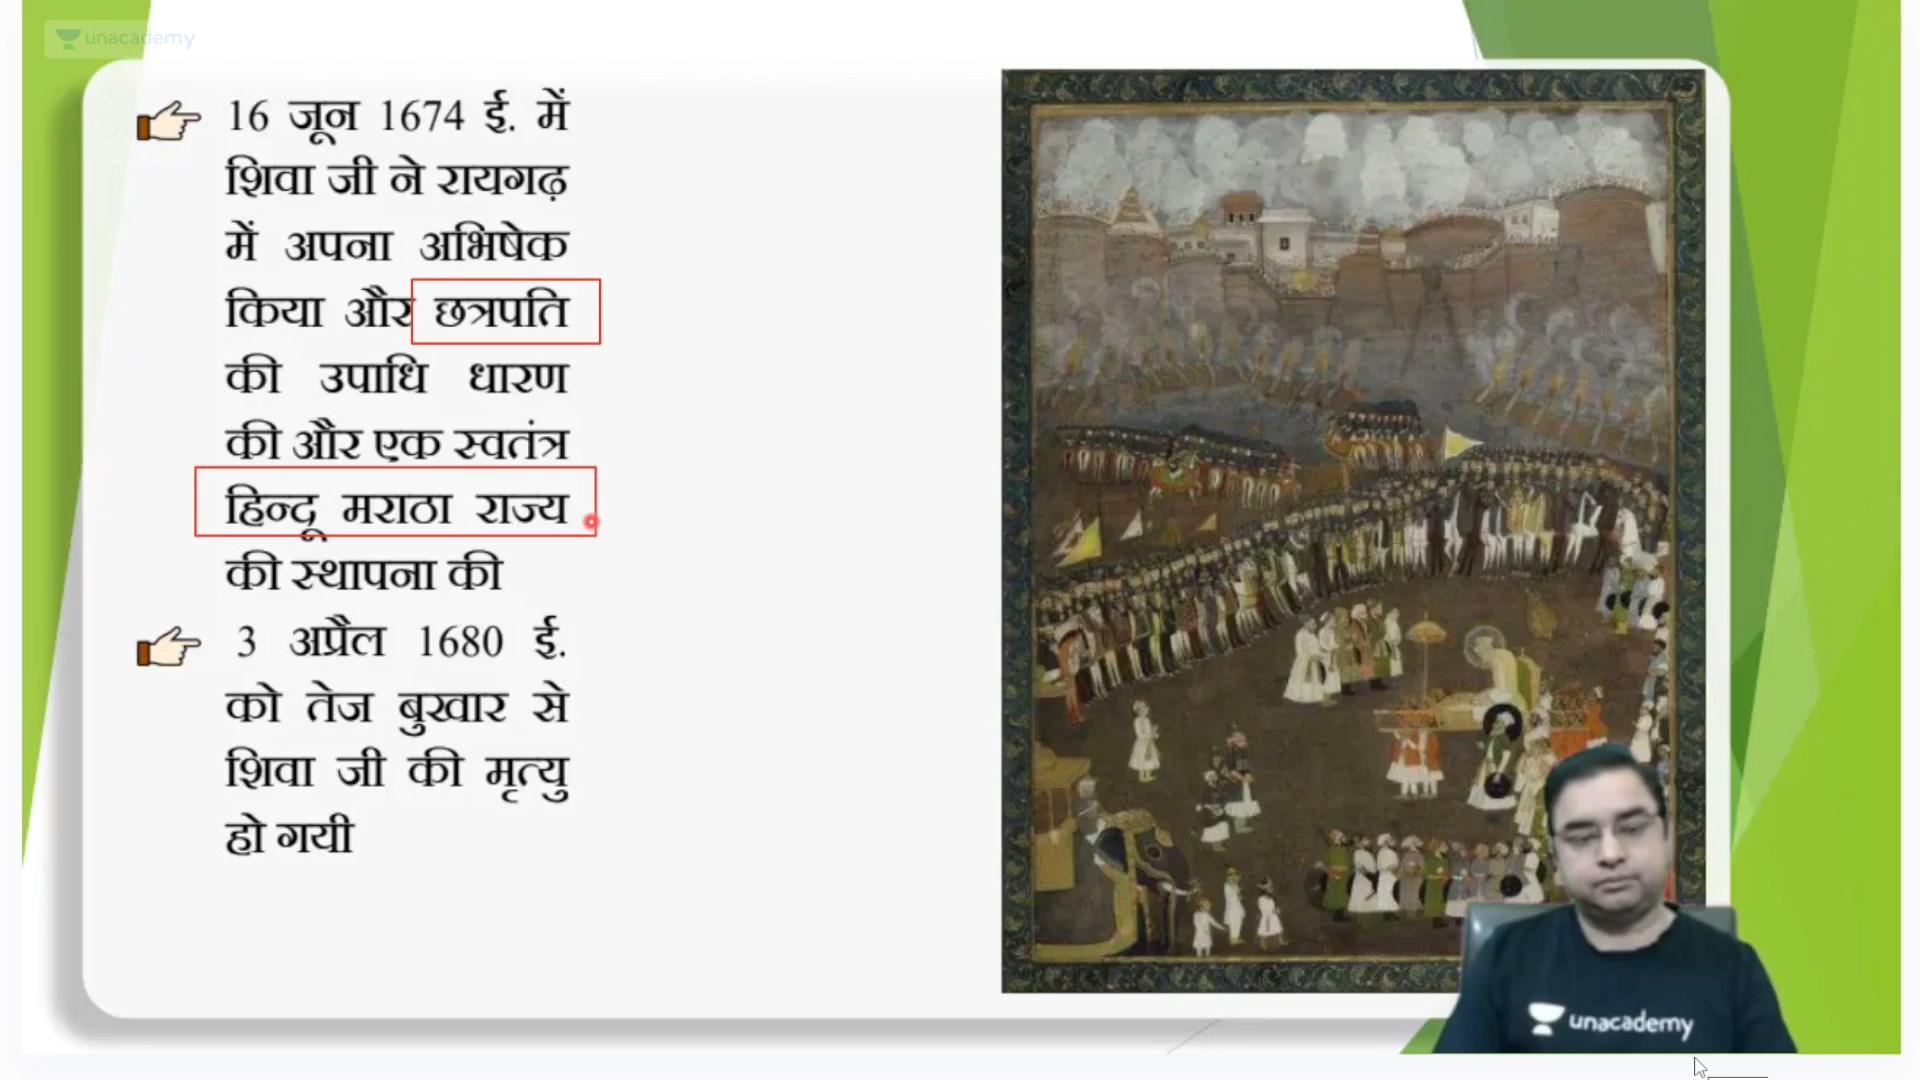 unacademy
16 जून 1674 ई. में
शिवा जी ने रायगढ़
में अपना अभिषेक
किया और छत्रपति
की उपाधि धारण
की और एक स्वतंत्र
हिन्दू मराठा राज्य
की स्थापना की
3 अप्रैल 1680 ई.
को तेज बुखार से
शिवा जी की मृत्यु
हो गयी
unacademy